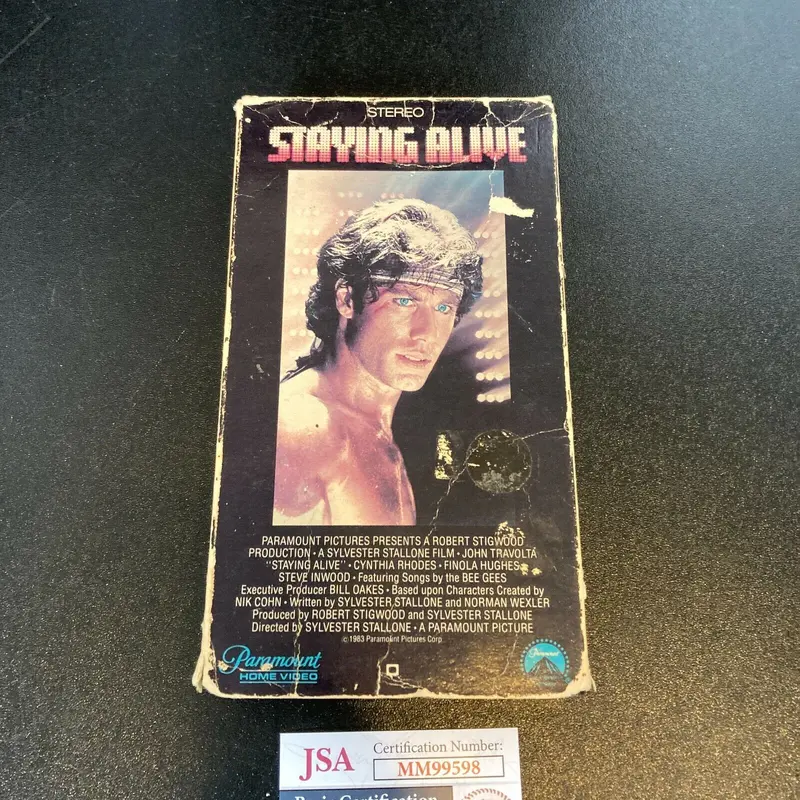 STEREO
STAYING ALIVE
PARAMOUNT PICTURES PRESENTS A ROBERT STIGWOOD
PRODUCTION • A SYLVESTER STALLONE FILM • JOHN TRAVOLTA
"STAYING ALIVE" • CYNTHIA RHODES • FINOLA HUGHES
STEVE INWOOD • Featuring Songs by the BEE GEES
Executive Producer BILL OAKES • Based upon Characters Created by
NIK COHN • Written by SYLVESTER STALLONE and NORMAN WEXLER
Produced by ROBERT STIGWOOD and SYLVESTER STALLONE
Directed by SYLVESTER STALLONE • A PARAMOUNT PICTURE
© 1983 Paramount Pictures Corp
Paramount
HOME VIDEO
Paramount
JSA
Certification Number:
MM99598
Basic Certification